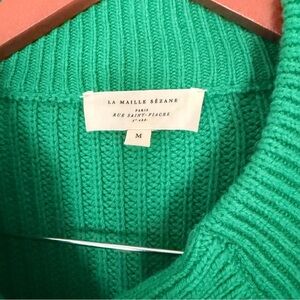 LA MAILLE SÉZANE
PARIS
RUE SAINT-FIACRE
M